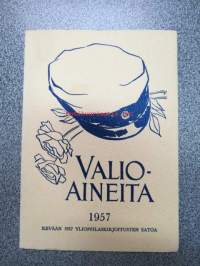 VALIO-
AINEITA
1957
KEVÄÄN 1957 YLIOPPILASKIRJOITUSTEN SATOA